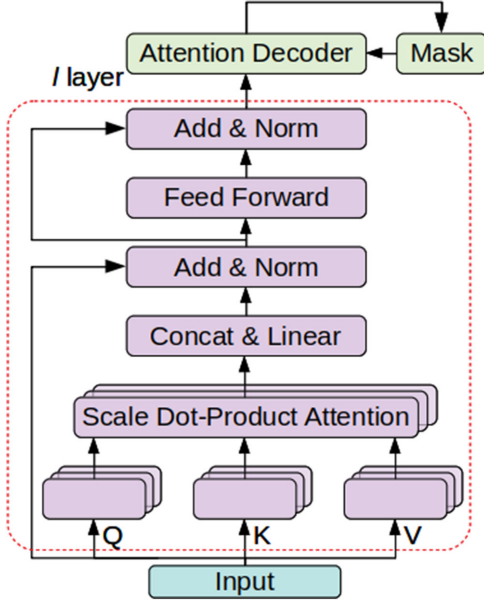 Attention Decoder
Mask
l layer
Add & Norm
Feed Forward
Add & Norm
Concat & Linear
Scale Dot-Product Attention
Q
K
V
Input